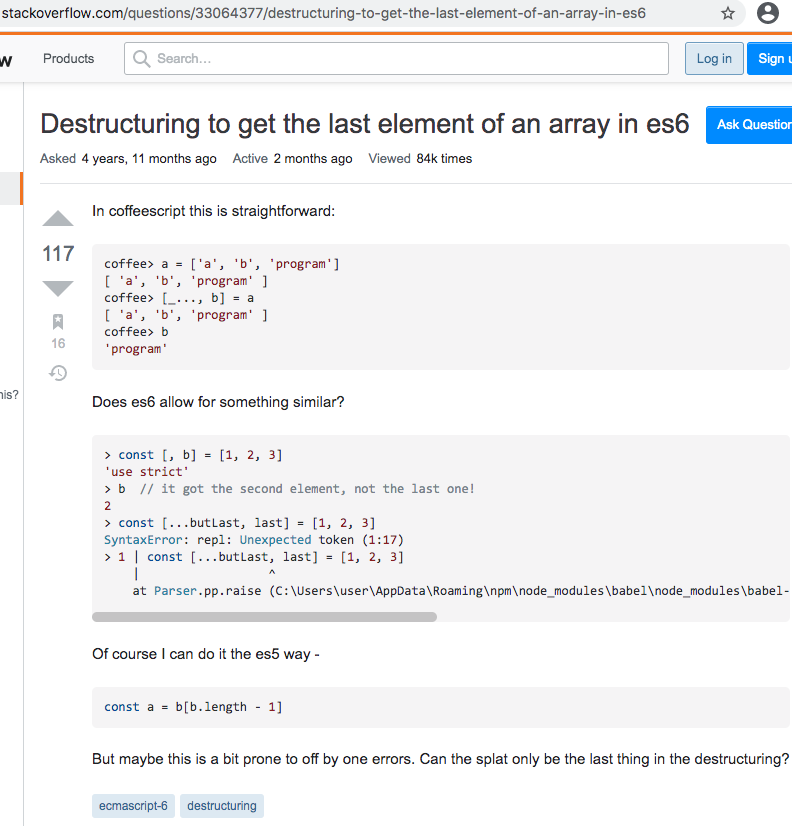 stackoverflow.com/questions/33064377/destructuring-to-get-the-last-element-of-an-array-in-es6
w Products Search... Log in Sign u
Destructuring to get the last element of an array in es6
Ask Question
Asked 4 years, 11 months ago Active 2 months ago Viewed 84k times
In coffeescript this is straightforward:
117
coffee> a = ['a', 'b', 'program']
[ 'a', 'b', 'program' ]
coffee> [_..., b] = a
[ 'a', 'b', 'program' ]
coffee> b
'program'
16
his?
Does es6 allow for something similar?
> const [, b] = [1, 2, 3]
'use strict'
> b  // it got the second element, not the last one!
2
> const [...butLast, last] = [1, 2, 3]
SyntaxError: repl: Unexpected token (1:17)
> 1 | const [...butLast, last] = [1, 2, 3]
    |                  ^
    at Parser.pp.raise (C:\Users\user\AppData\Roaming\npm\node_modules\babel\node_modules\babel-
Of course I can do it the es5 way -
const a = b[b.length - 1]
But maybe this is a bit prone to off by one errors. Can the splat only be the last thing in the destructuring?
ecmascript-6 destructuring